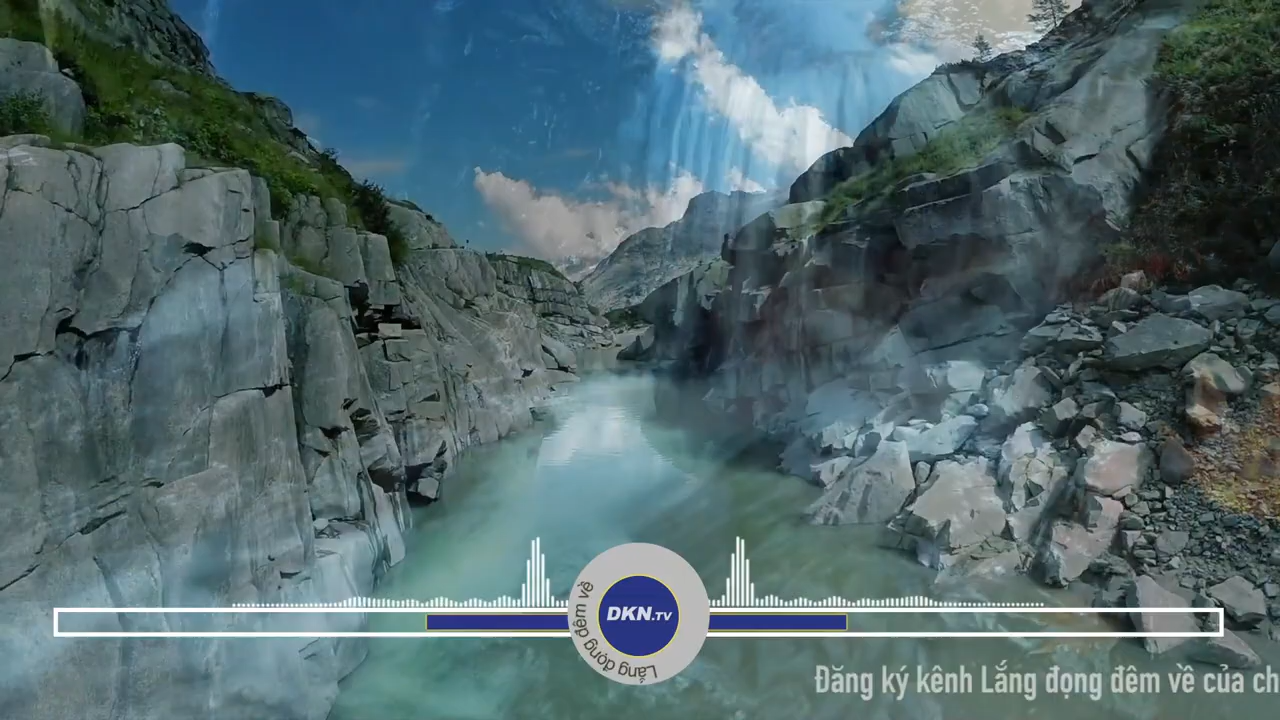 DKN.TV
Lắng đọng đêm về
Đăng ký kênh Lắng đọng đêm về của ch